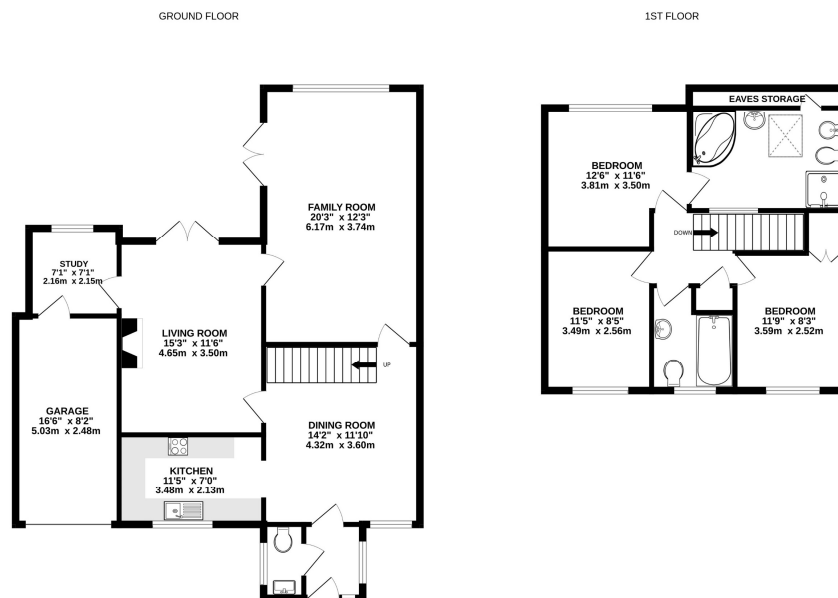 GROUND FLOOR
1ST FLOOR
EAVES STORAGE
BEDROOM
12'6" x 11'6"
3.81m x 3.50m
FAMILY ROOM
20'3" x 12'3"
6.17m x 3.74m
DOWN
STUDY
7'1" x 7'1"
2.16m x 2.15m
LIVING ROOM
15'3" x 11'6"
4.65m x 3.50m
BEDROOM
11'5" x 8'5"
3.49m x 2.56m
BEDROOM
11'9" x 8'3"
3.59m x 2.52m
UP
GARAGE
16'6" x 8'2"
5.03m x 2.48m
DINING ROOM
14'2" x 11'10"
4.32m x 3.60m
KITCHEN
11'5" x 7'0"
3.48m x 2.13m